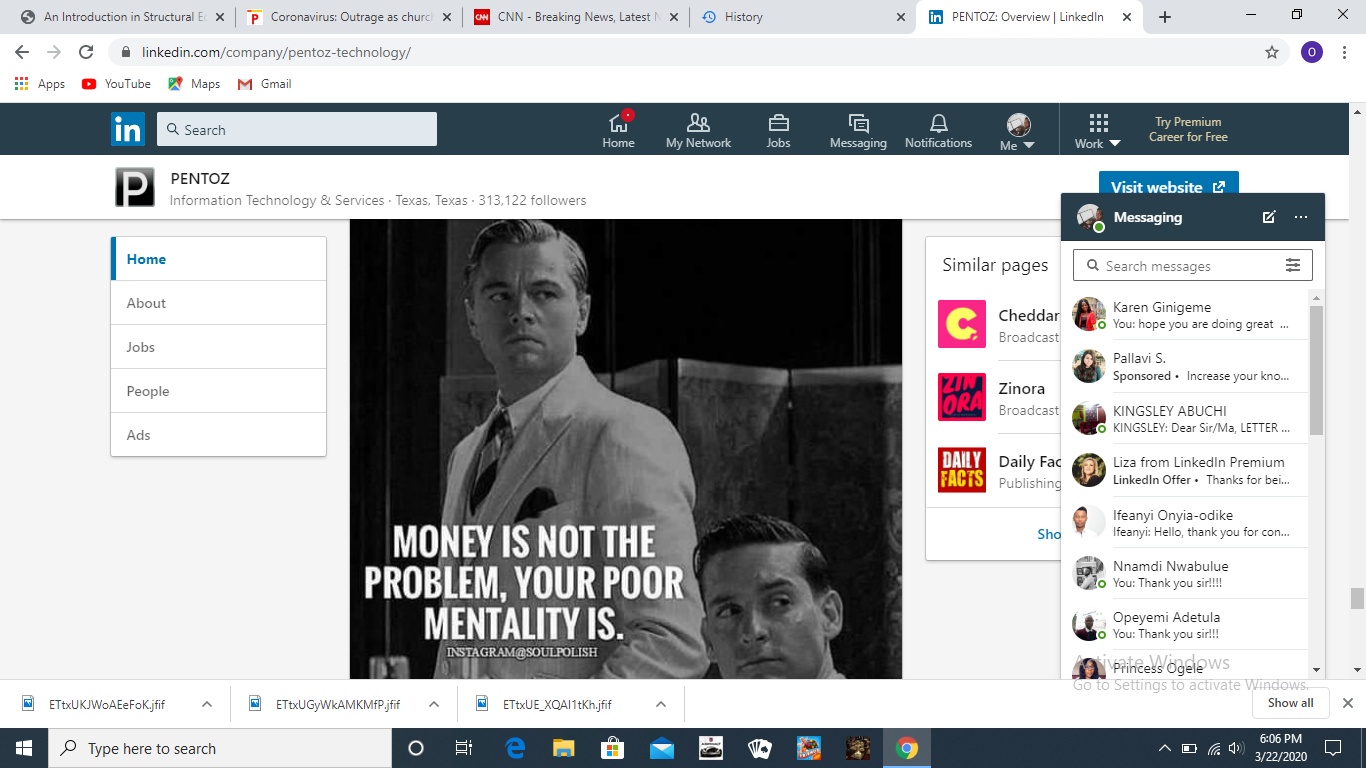 An Introduction in Structural E
Coronavirus: Outrage as churc
CNN - Breaking News, Latest N
History
PENTOZ: Overview | LinkedIn
linkedin.com/company/pentoz-technology/
O
Apps
YouTube
Maps
Gmail
in
Search
Home
My Network
Jobs
Messaging
Notifications
Me
Work
Try Premium
Career for Free
P
PENTOZ
Information Technology & Services · Texas, Texas · 313,122 followers
Visit website
Home
About
Jobs
People
Ads
MONEY IS NOT THE
PROBLEM, YOUR POOR
MENTALITY IS.
INSTAGRAM@SOULPOLISH
Similar pages
Cheddar
Broadcast
ZINORA
Zinora
Broadcast
DAILY FACTS
Daily Fac
Publishing
Sho
Messaging
Search messages
Karen Ginigeme
You: hope you are doing great ...
Pallavi S.
Sponsored • Increase your kno...
KINGSLEY ABUCHI
KINGSLEY: Dear Sir/Ma, LETTER ...
Liza from LinkedIn Premium
LinkedIn Offer • Thanks for bei...
Ifeanyi Onyia-odike
Ifeanyi: Hello, thank you for con...
Nnamdi Nwabulue
You: Thank you sir!!!!
Opeyemi Adetula
You: Thank you sir!!!
Princess Ogele
Activate Windows
Go to Settings to activate Windows.
ETtxUKJWoAEeFoK.jfif
ETtxUGyWkAMKMfP.jfif
ETtxUE_XQAI1tKh.jfif
Show all
Type here to search
6:06 PM
3/22/2020